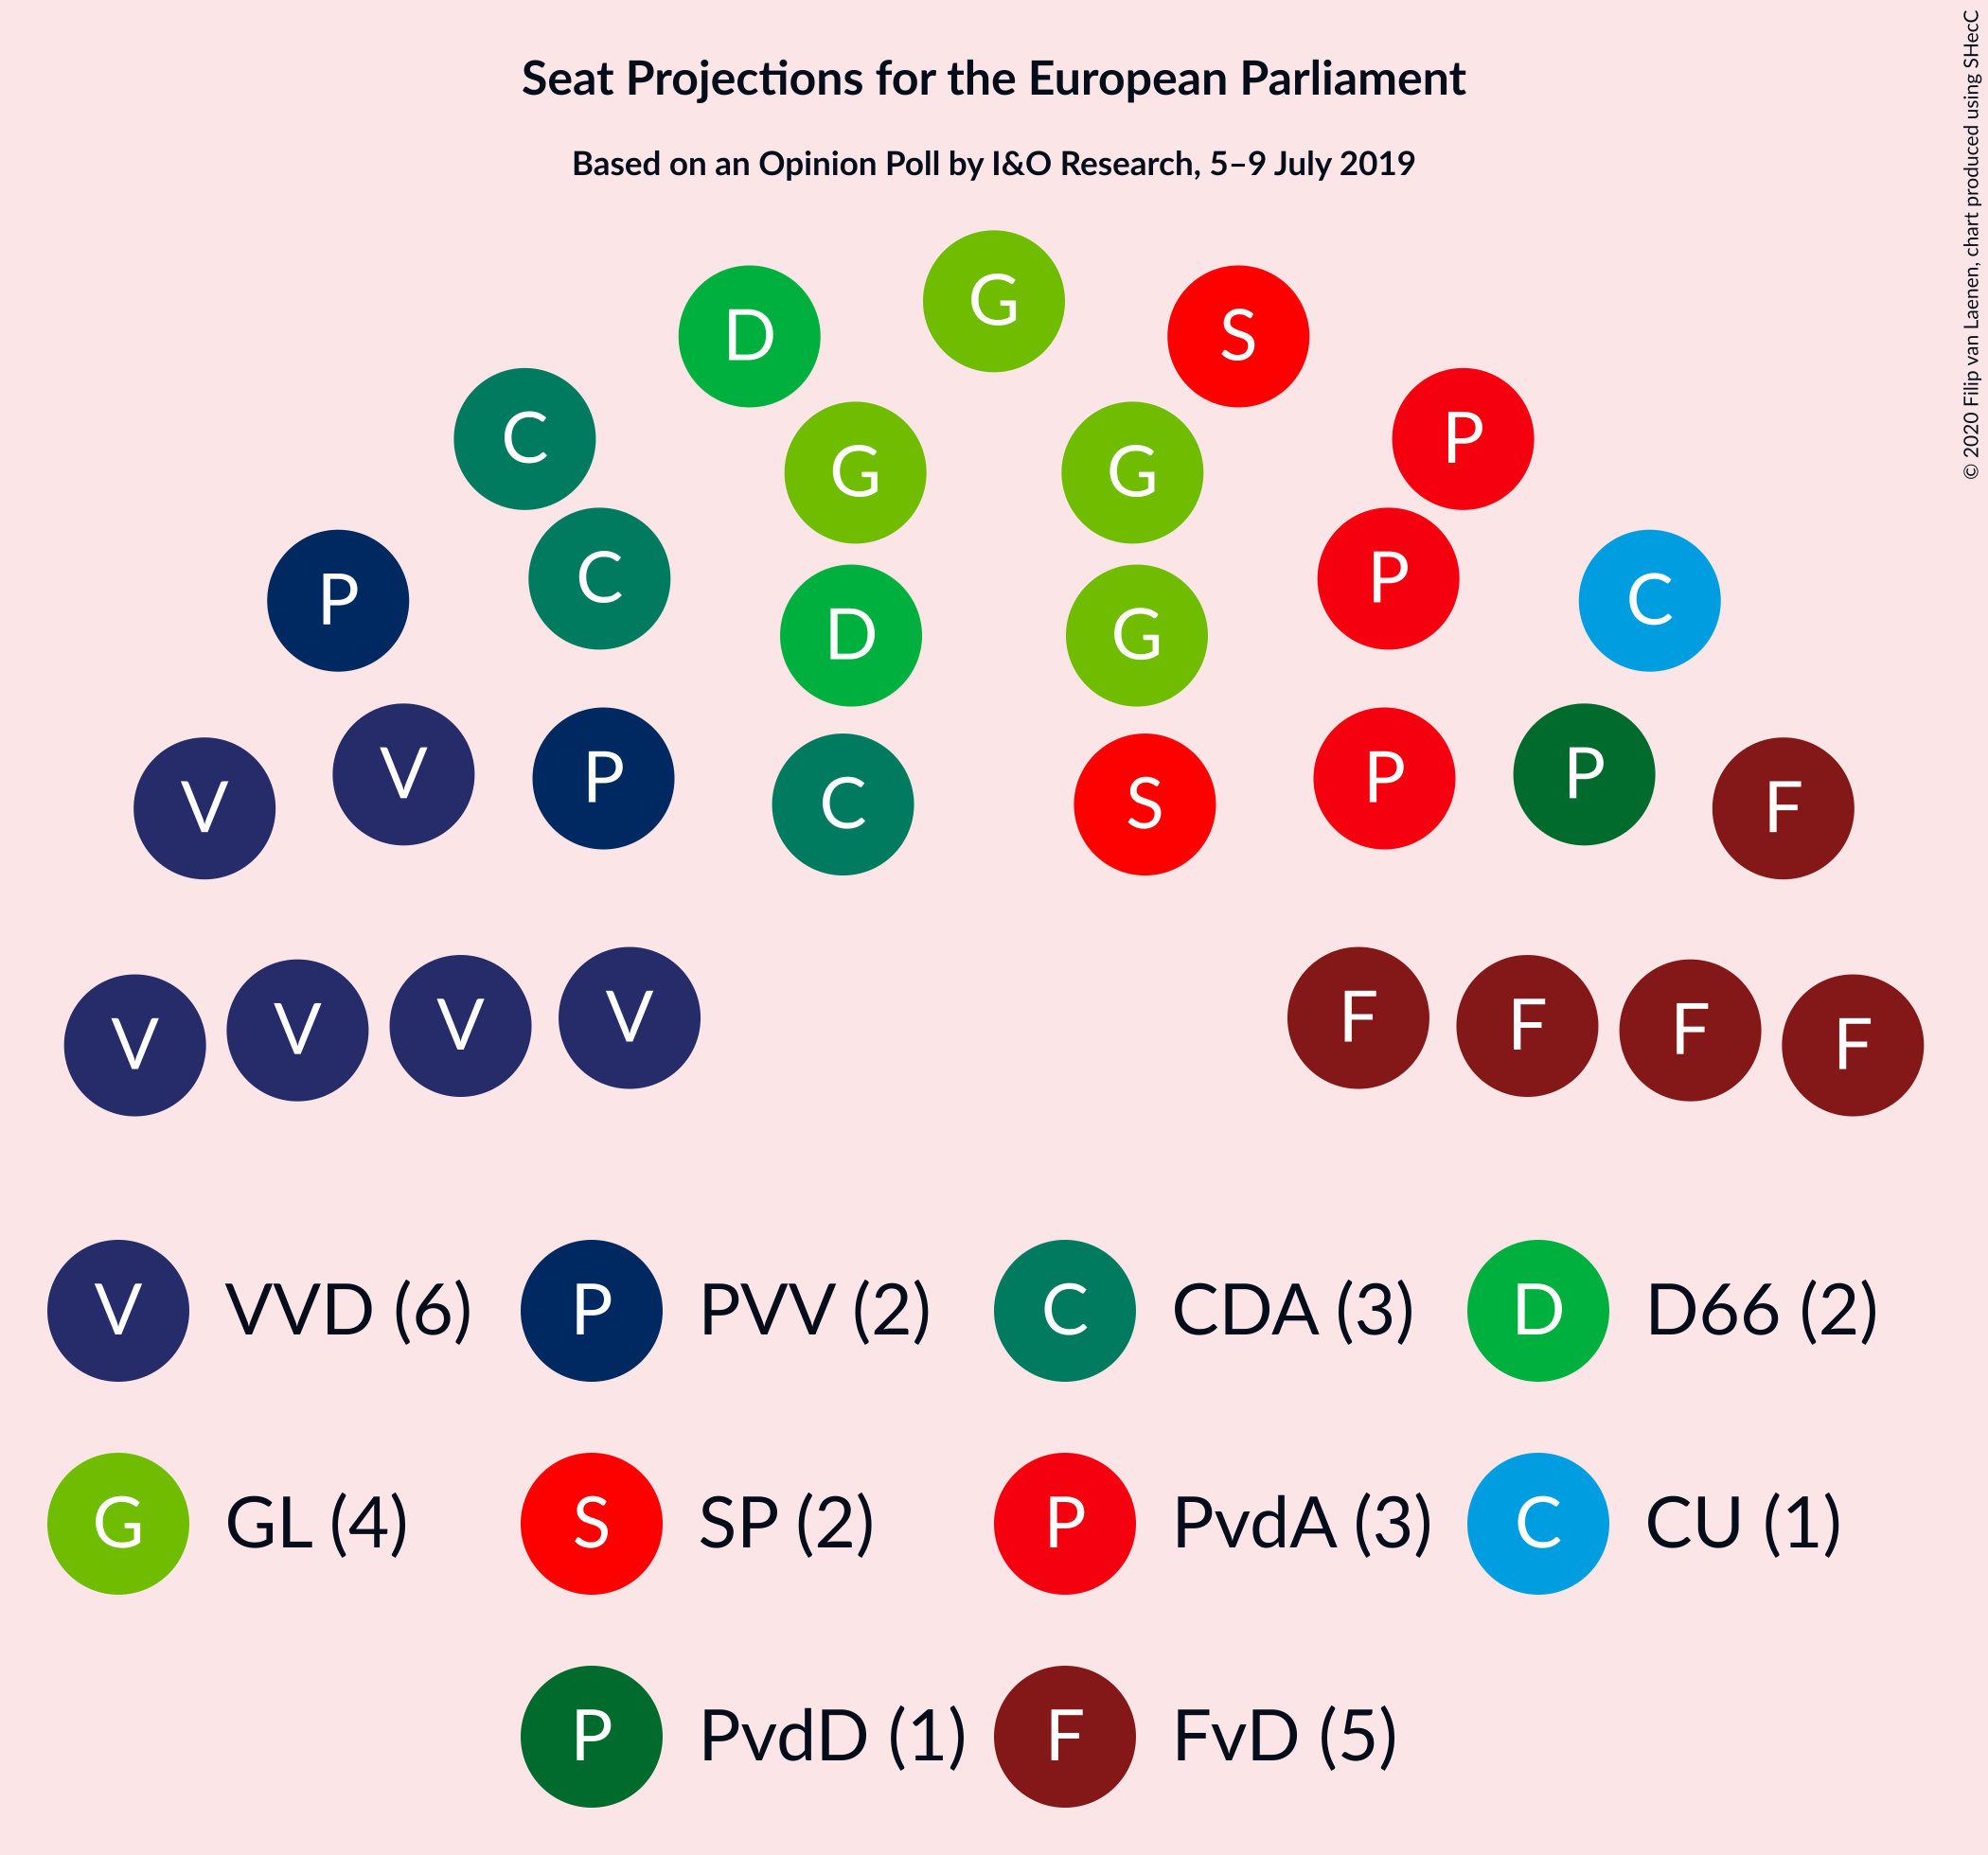 Seat Projections for the European Parliament
Based on an Opinion Poll by I&O Research, 5–9 July 2019
© 2020 Filip van Laenen, chart produced using SHecC
G
D S
C P
G G
C P
P C
D G
V P P P
V C S F
V V V V F F F F
V VVD (6) P PVV (2) C CDA (3) D D66 (2)
G GL (4) S SP (2) P PvdA (3) C CU (1)
P PvdD (1) F FvD (5)